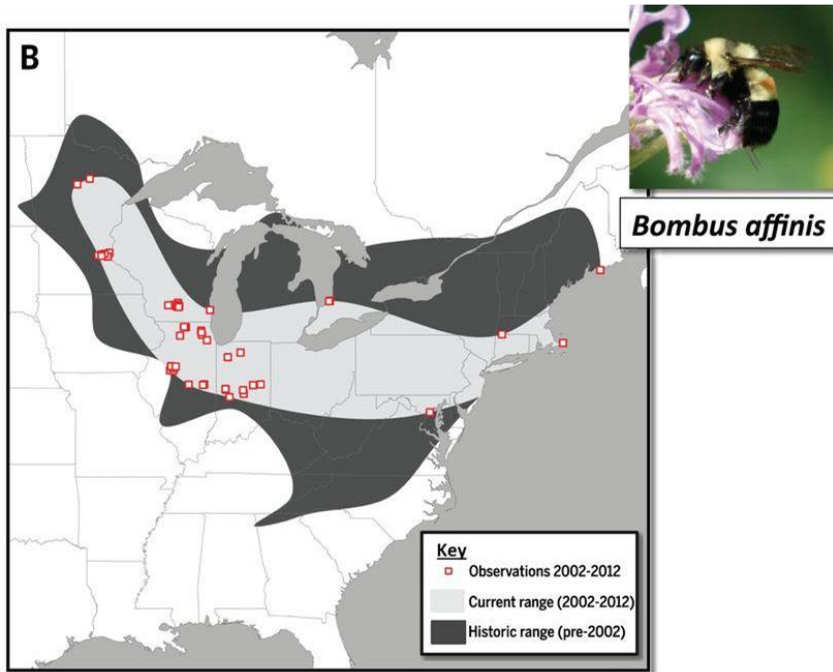 B
Bombus affinis
Key
Observations 2002-2012
Current range (2002-2012)
Historic range (pre-2002)